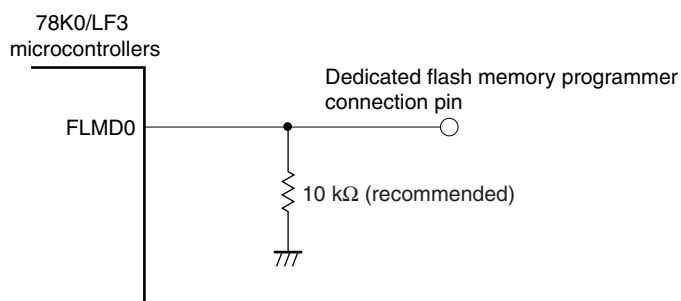 78K0/LF3
microcontrollers
Dedicated flash memory programmer
connection pin
FLMD0
10 kΩ (recommended)